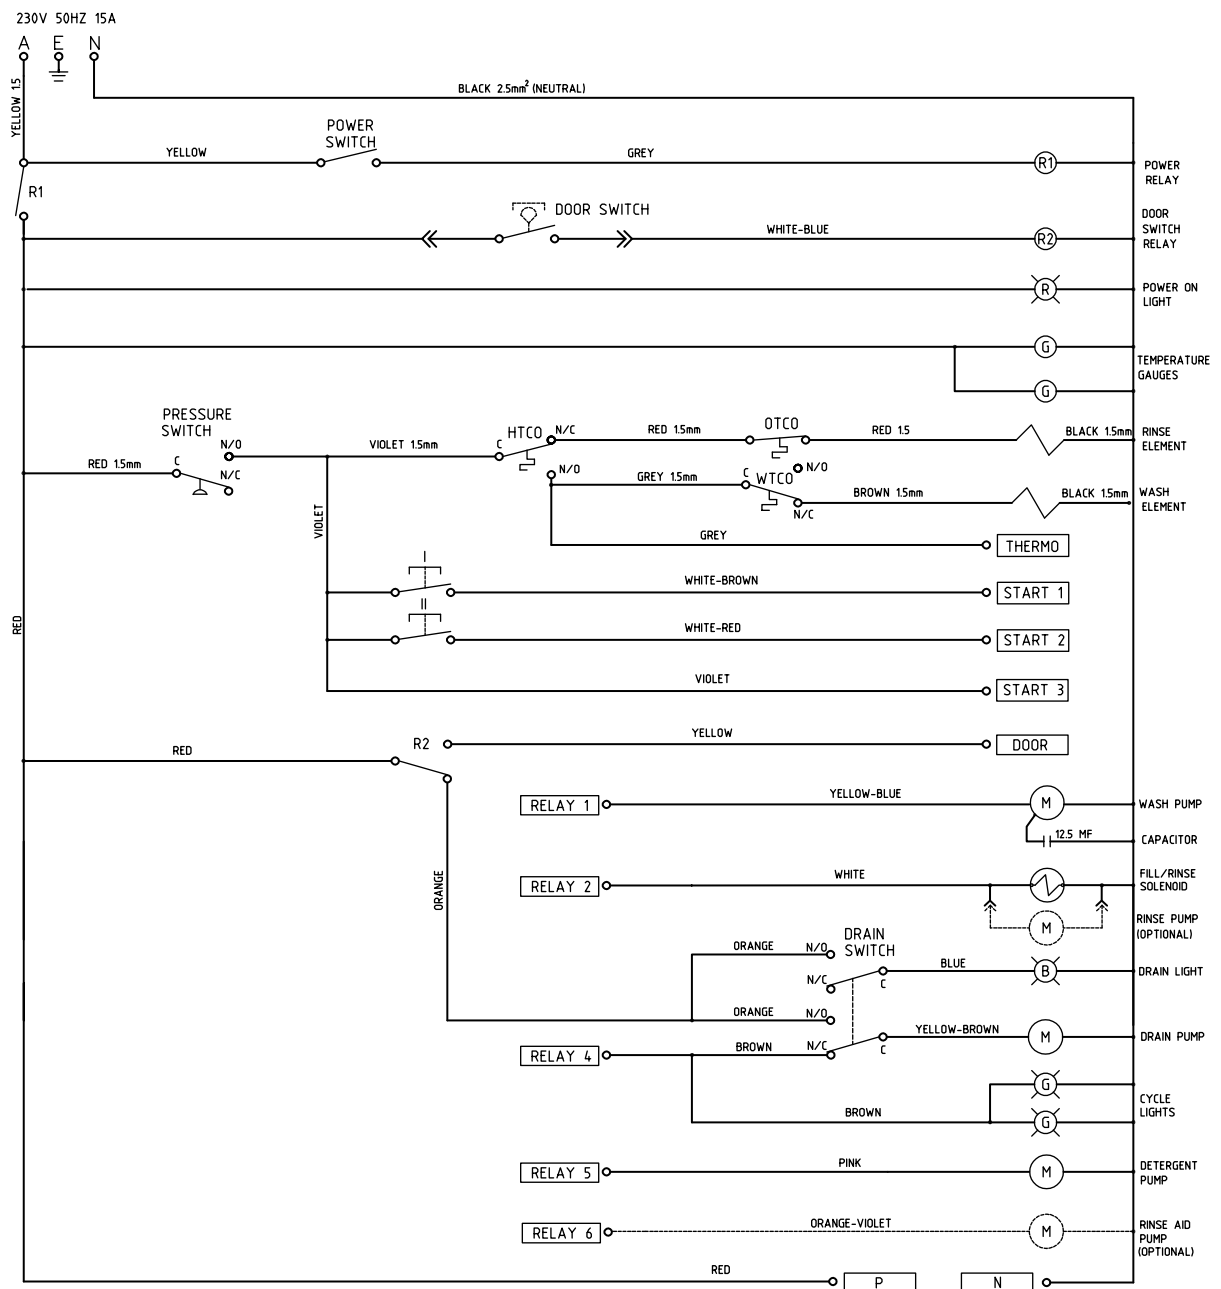 230V 50HZ 15A
A E N
YELLOW 1.5
BLACK 2.5mm² (NEUTRAL)
POWER
SWITCH
YELLOW
GREY
R1
POWER
RELAY
R1
DOOR SWITCH
WHITE-BLUE
R2
DOOR
SWITCH
RELAY
R
POWER ON
LIGHT
G
G
TEMPERATURE
GAUGES
PRESSURE
SWITCH
RED 1.5mm
C
N/O
N/C
VIOLET 1.5mm
C
HTCO
N/C
N/O
RED 1.5mm
OTCO
RED 1.5
BLACK 1.5mm
RINSE
ELEMENT
GREY 1.5mm
C
WTCO
N/O
N/C
BROWN 1.5mm
BLACK 1.5mm
WASH
ELEMENT
VIOLET
GREY
THERMO
I
WHITE-BROWN
START 1
II
WHITE-RED
START 2
VIOLET
START 3
RED
RED
R2
YELLOW
DOOR
RELAY 1
YELLOW-BLUE
M
WASH PUMP
12.5 MF
CAPACITOR
ORANGE
RELAY 2
WHITE
FILL/RINSE
SOLENOID
M
RINSE PUMP
(OPTIONAL)
DRAIN
SWITCH
ORANGE
N/O
N/C
C
BLUE
B
DRAIN LIGHT
ORANGE
N/O
RELAY 4
BROWN
N/C
C
YELLOW-BROWN
M
DRAIN PUMP
G
BROWN
G
CYCLE
LIGHTS
RELAY 5
PINK
M
DETERGENT
PUMP
RELAY 6
ORANGE-VIOLET
M
RINSE AID
PUMP
(OPTIONAL)
RED
P
N